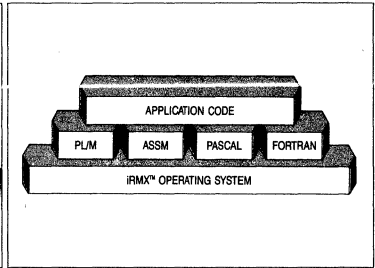 APPLICATION CODE
PL/M ASSM PASCAL FORTRAN
iRMX™ OPERATING SYSTEM